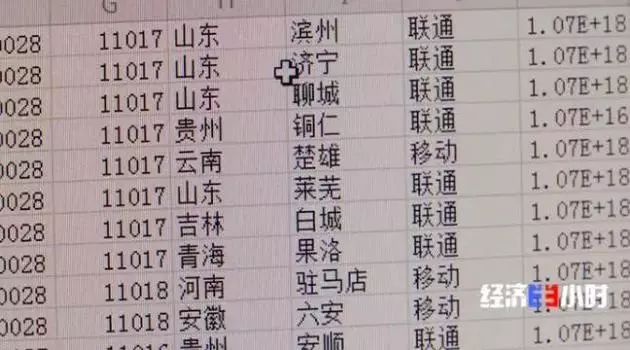 G
0028 11017 山东 滨州 联通 1.07E+18
0028 11017 山东 济宁 联通 1.07E+18
0028 11017 山东 聊城 联通 1.07E+18
0028 11017 贵州 铜仁 联通 1.07E+16
0028 11017 云南 楚雄 移动 1.07E+18
0028 11017 山东 莱芜 联通 1.07E+18
0028 11017 吉林 白城 联通 1.07E+18
0028 11017 青海 果洛 联通 1.07E+18
0028 11018 河南 驻马店 移动 1.07E+18
0028 11018 安徽 六安 移动
贵州 安顺 联通
经济半小时